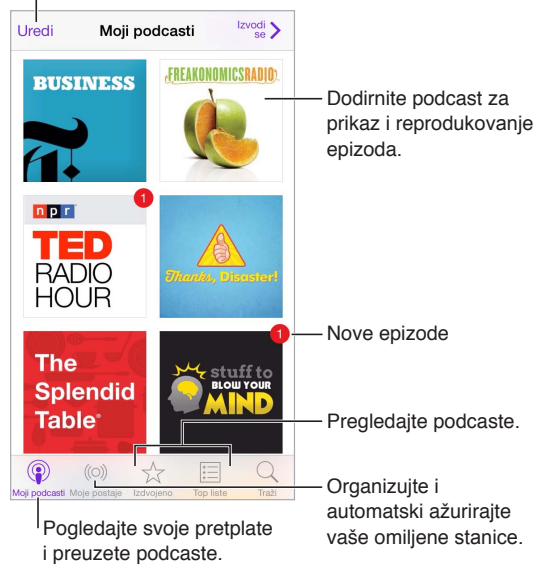 Uredi
Moji podcasti
Izvodi
se
BUSINESS
FREAKONOMICSRADIO
Dodirnite podcast za
prikaz i reprodukovanje
epizoda.
npr
1
TED
RADIO
HOUR
Thanks, Disaster!
1
Nove epizode
The
Splendid
Table®
stuff to
BLOW YOUR
MIND
Pregledajte podcaste.
Moji podcasti
Moje postaje
Izdvojeno
Top liste
Traži
Organizujte i
automatski ažurirajte
vaše omiljene stanice.
Pogledajte svoje pretplate
i preuzete podcaste.